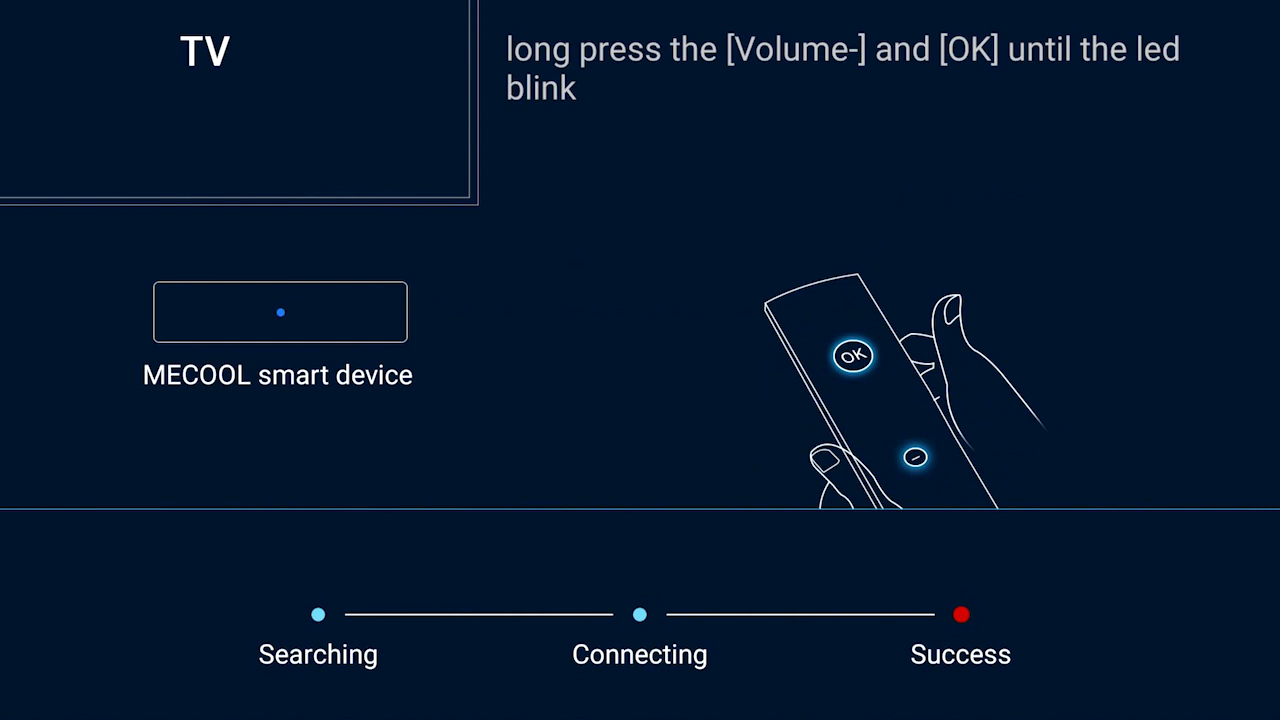 TV
long press the [Volume-] and [OK] until the led
blink
OK
-
MECOOL smart device
Searching
Connecting
Success